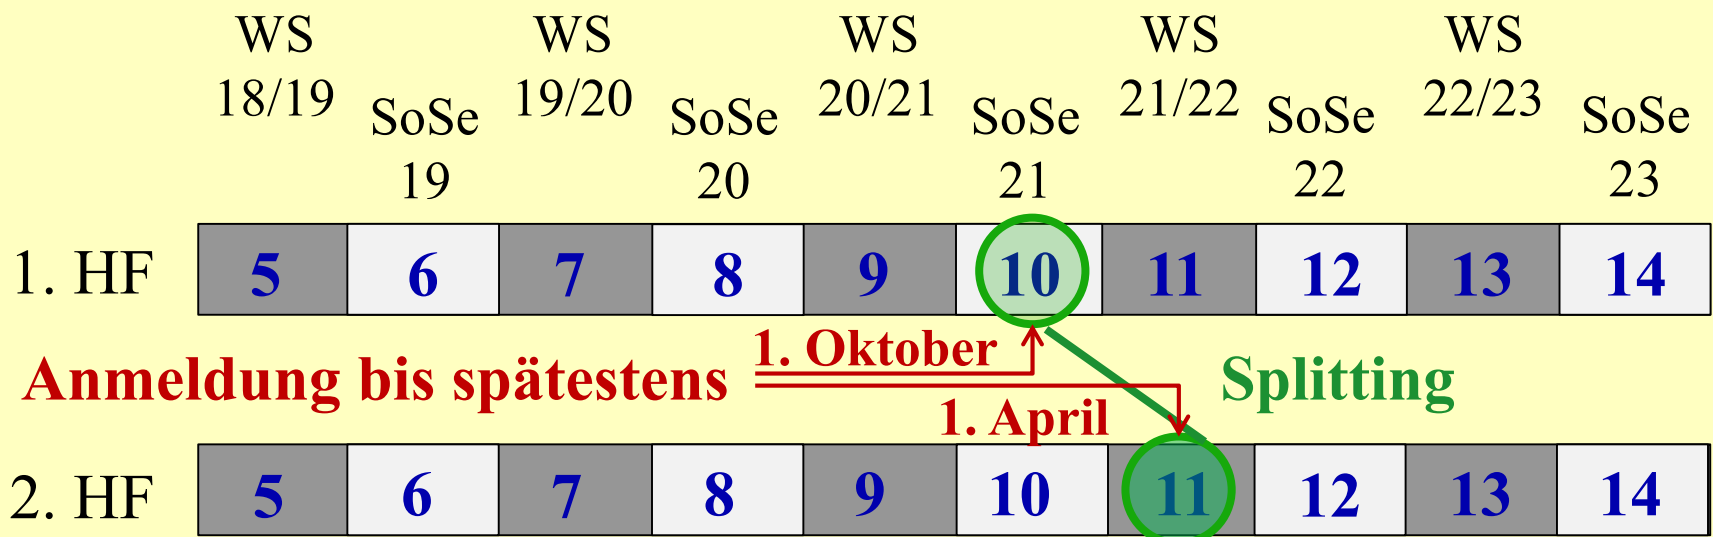 WS WS WS WS WS
18/19 19/20 20/21 21/22 22/23
SoSe SoSe SoSe SoSe SoSe
19 20 21 22 23
1. HF 5 6 7 8 9 10 11 12 13 14
1. Oktober
Anmeldung bis spätestens Splitting
1. April
2. HF 5 6 7 8 9 10 11 12 13 14